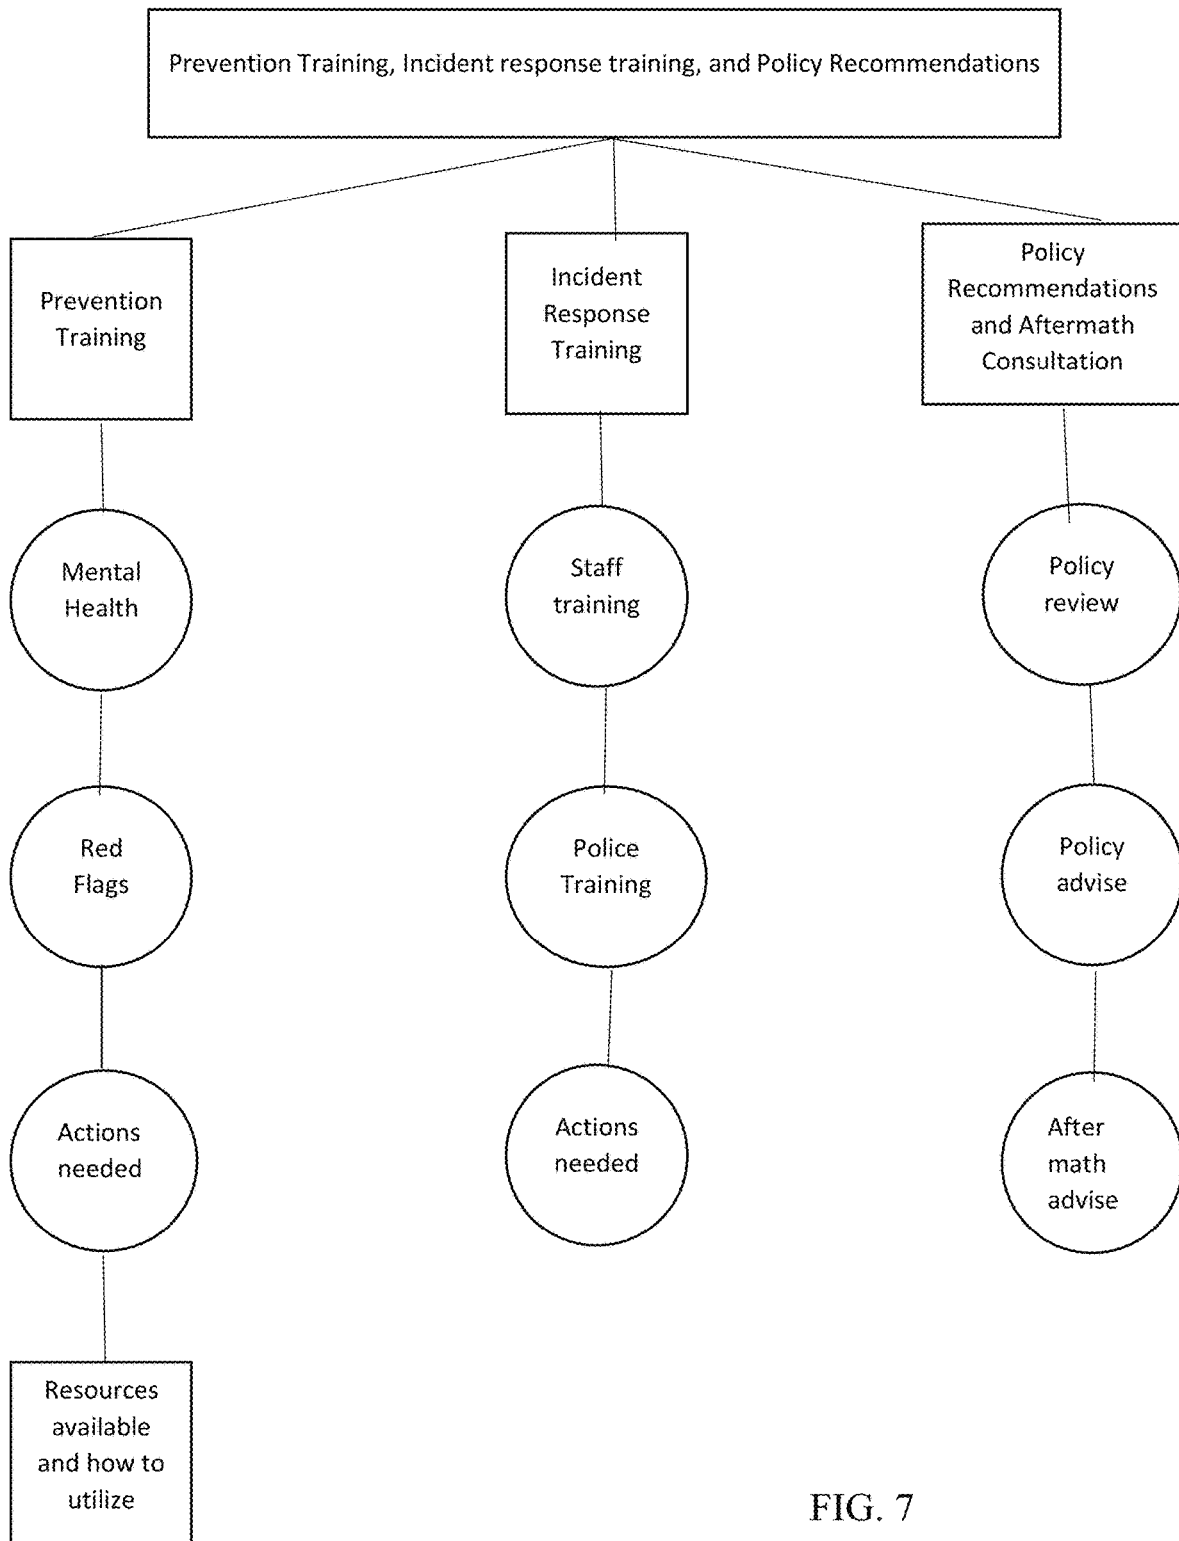 Prevention Training, Incident response training, and Policy Recommendations
Prevention
Training
Incident
Response
Training
Policy
Recommendations
and Aftermath
Consultation
Mental
Health
Staff
training
Policy
review
Red
Flags
Police
Training
Policy
advise
Actions
needed
Actions
needed
After
math
advise
Resources
available
and how to
utilize
FIG. 7